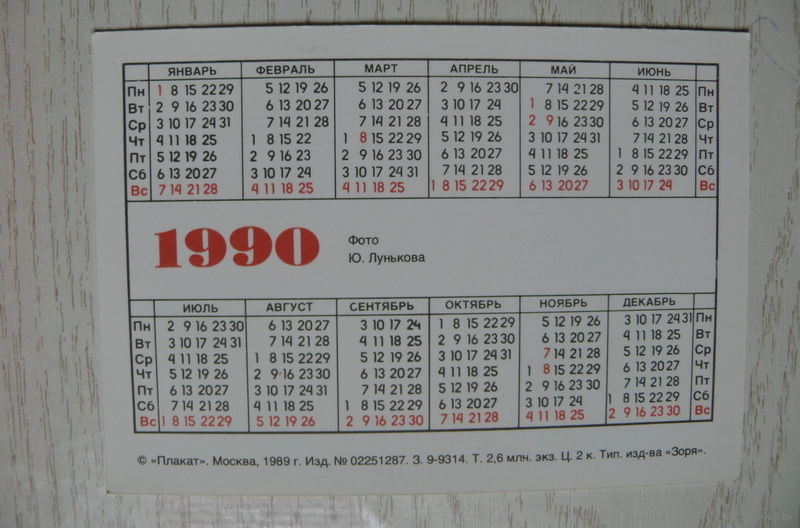 ЯНВАРЬ ФЕВРАЛЬ МАРТ АПРЕЛЬ МАЙ ИЮНЬ
Пн 1 8 15 22 29 5 12 19 26 5 12 19 26 2 9 16 23 30 7 14 21 28 4 11 18 25 Пн
Вт 2 9 16 23 30 6 13 20 27 6 13 20 27 3 10 17 24 1 8 15 22 29 5 12 19 26 Вт
Ср 3 10 17 24 31 7 14 21 28 7 14 21 28 4 11 18 25 2 9 16 23 30 6 13 20 27 Ср
Чт 4 11 18 25 1 8 15 22 1 8 15 22 29 5 12 19 26 3 10 17 24 31 7 14 21 28 Чт
Пт 5 12 19 26 2 9 16 23 2 9 16 23 30 6 13 20 27 4 11 18 25 1 8 15 22 29 Пт
Сб 6 13 20 27 3 10 17 24 3 10 17 24 31 7 14 21 28 5 12 19 26 2 9 16 23 30 Сб
Вс 7 14 21 28 4 11 18 25 4 11 18 25 1 8 15 22 29 6 13 20 27 3 10 17 24 Вс
1990
Фото
Ю. Лунькова
ИЮЛЬ АВГУСТ СЕНТЯБРЬ ОКТЯБРЬ НОЯБРЬ ДЕКАБРЬ
Пн 2 9 16 23 30 6 13 20 27 3 10 17 24 1 8 15 22 29 5 12 19 26 3 10 17 24 31 Пн
Вт 3 10 17 24 31 7 14 21 28 4 11 18 25 2 9 16 23 30 6 13 20 27 4 11 18 25 Вт
Ср 4 11 18 25 1 8 15 22 29 5 12 19 26 3 10 17 24 31 7 14 21 28 5 12 19 26 Ср
Чт 5 12 19 26 2 9 16 23 30 6 13 20 27 4 11 18 25 1 8 15 22 29 6 13 20 27 Чт
Пт 6 13 20 27 3 10 17 24 31 7 14 21 28 5 12 19 26 2 9 16 23 30 7 14 21 28 Пт
Сб 7 14 21 28 4 11 18 25 1 8 15 22 29 6 13 20 27 3 10 17 24 1 8 15 22 29 Сб
Вс 1 8 15 22 29 5 12 19 26 2 9 16 23 30 7 14 21 28 4 11 18 25 2 9 16 23 30 Вс
© «Плакат». Москва, 1989 г. Изд. № 02251287. З. 9-9314. Т. 2,6 млн. экз. Ц. 2 к. Тип. изд-ва «Зоря».